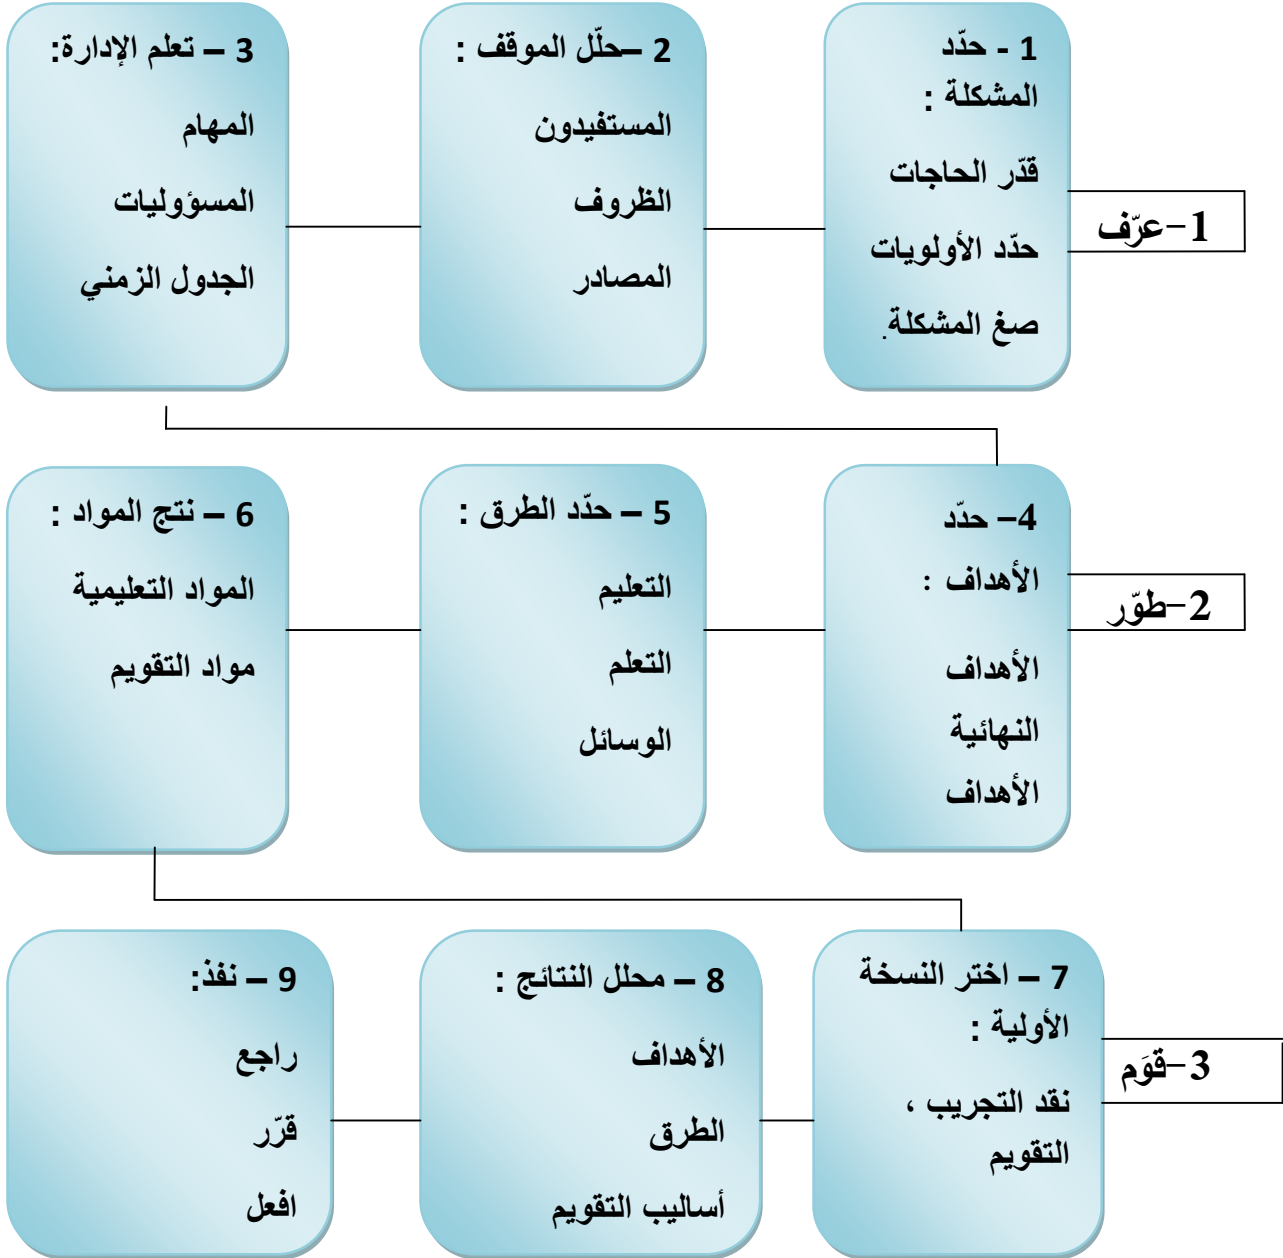 1-عرّف
1 - حدّد
المشكلة :
قدّر الحاجات
حدّد الأولويات
صغ المشكلة.
2 –حلّل الموقف :
المستفيدون
الظروف
المصادر
3 – تعلم الإدارة:
المهام
المسؤوليات
الجدول الزمني
2-طوّر
4– حدّد
الأهداف :
الأهداف
النهائية
الأهداف
5 – حدّد الطرق :
التعليم
التعلم
الوسائل
6 – نتج المواد :
المواد التعليمية
مواد التقويم
3-قوَم
7 – اختر النسخة
الأولية :
نقد التجريب ،
التقويم
8 – محلل النتائج :
الأهداف
الطرق
أساليب التقويم
9 – نفذ:
راجع
قرّر
افعل